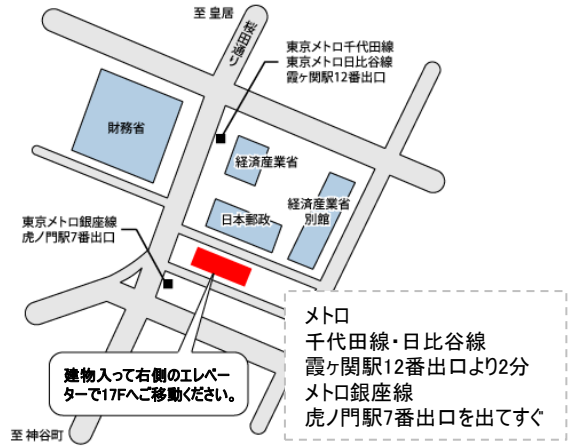 至 皇居
桜田通り
東京メトロ千代田線
東京メトロ日比谷線
霞ヶ関駅12番出口
財務省
経済産業省
経済産業省
別館
日本郵政
東京メトロ銀座線
虎ノ門駅7番出口
メトロ
千代田線・日比谷線
霞ヶ関駅12番出口より2分
メトロ銀座線
虎ノ門駅7番出口を出てすぐ
建物入って右側のエレベー
ターで17Fへご移動ください。
至 神谷町